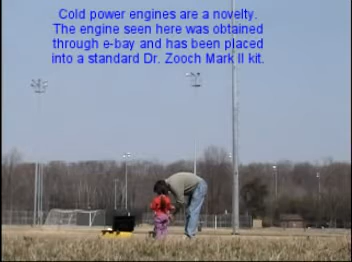 Cold power engines are a novelty.
The engine seen here was obtained
through e-bay and has been placed
into a standard Dr. Zooch Mark II kit.